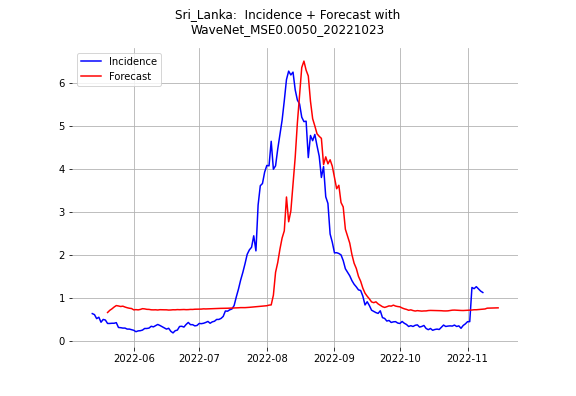 Sri_Lanka:  Incidence + Forecast with
WaveNet_MSE0.0050_20221023
Incidence
Forecast
6
5
4
3
2
1
0
2022-06 2022-07 2022-08 2022-09 2022-10 2022-11